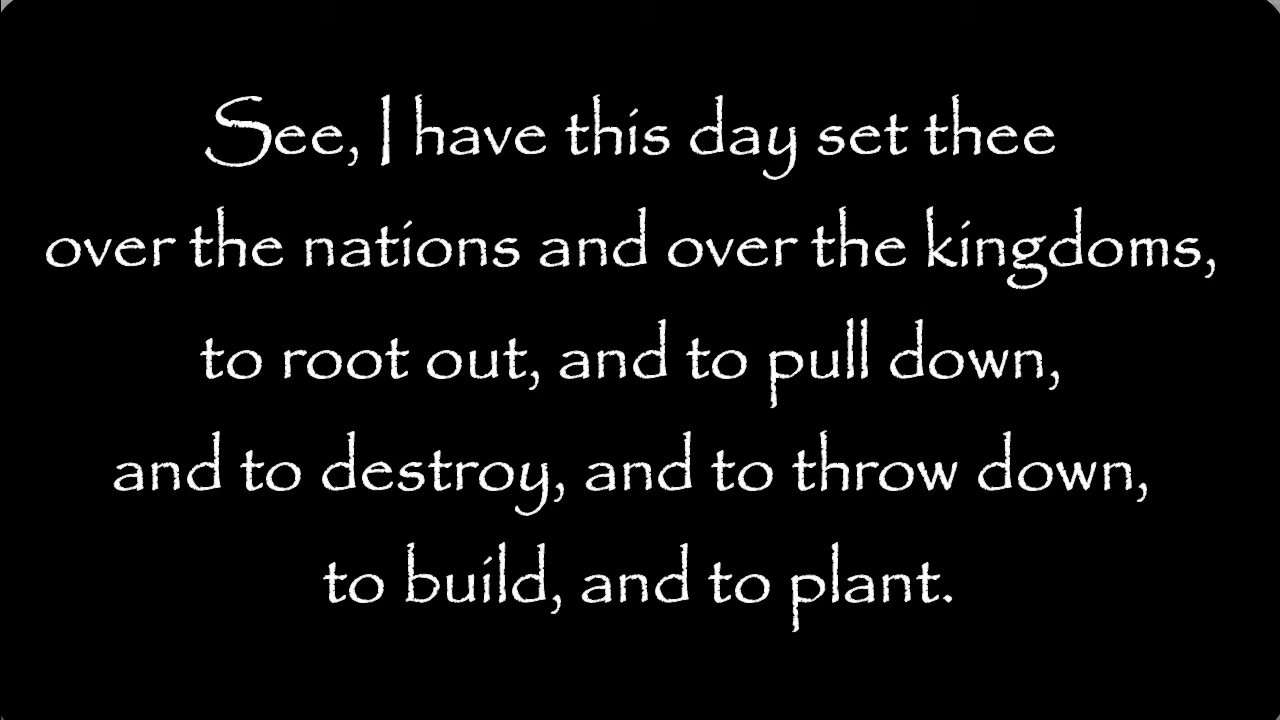 See, I have this day set thee
over the nations and over the kingdoms,
to root out, and to pull down,
and to destroy, and to throw down,
to build, and to plant.